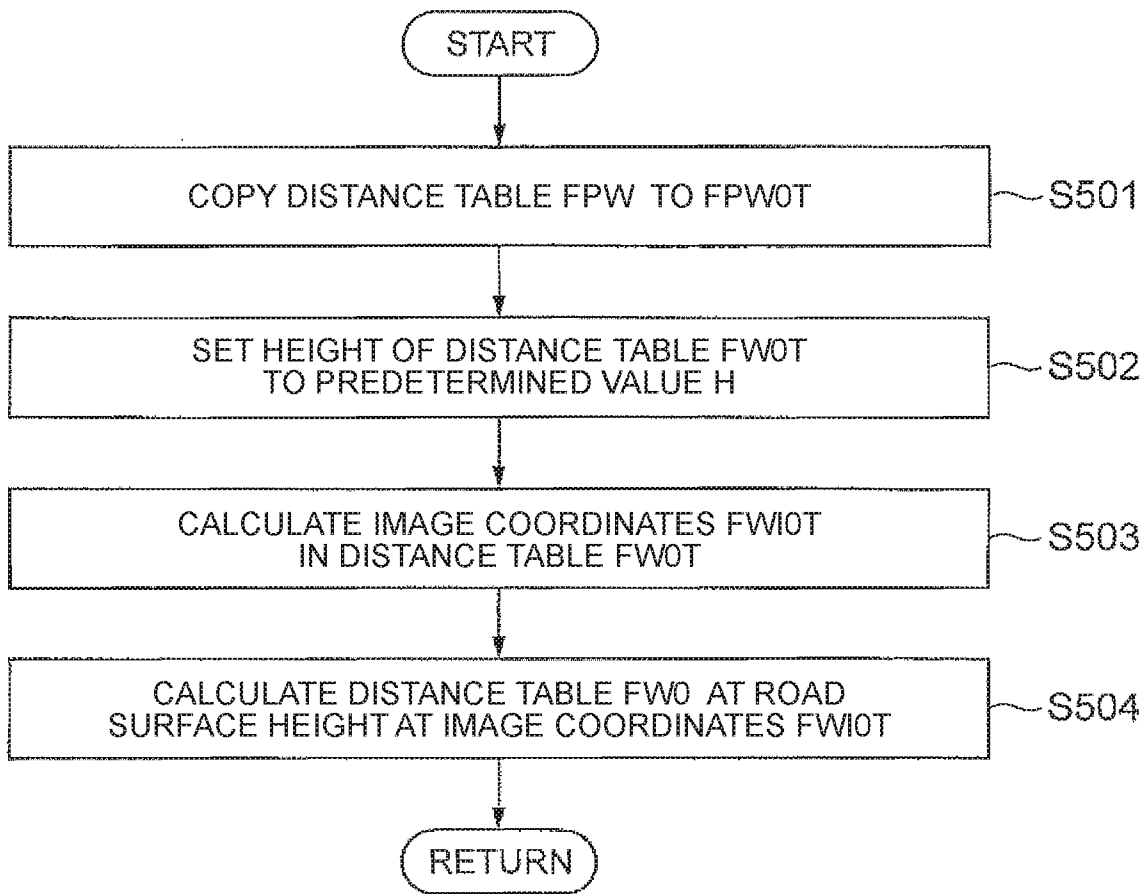 START
COPY DISTANCE TABLE FPW TO FPW0T
S501
SET HEIGHT OF DISTANCE TABLE FW0T
TO PREDETERMINED VALUE H
S502
CALCULATE IMAGE COORDINATES FWI0T
IN DISTANCE TABLE FW0T
S503
CALCULATE DISTANCE TABLE FW0 AT ROAD
SURFACE HEIGHT AT IMAGE COORDINATES FWI0T
S504
RETURN